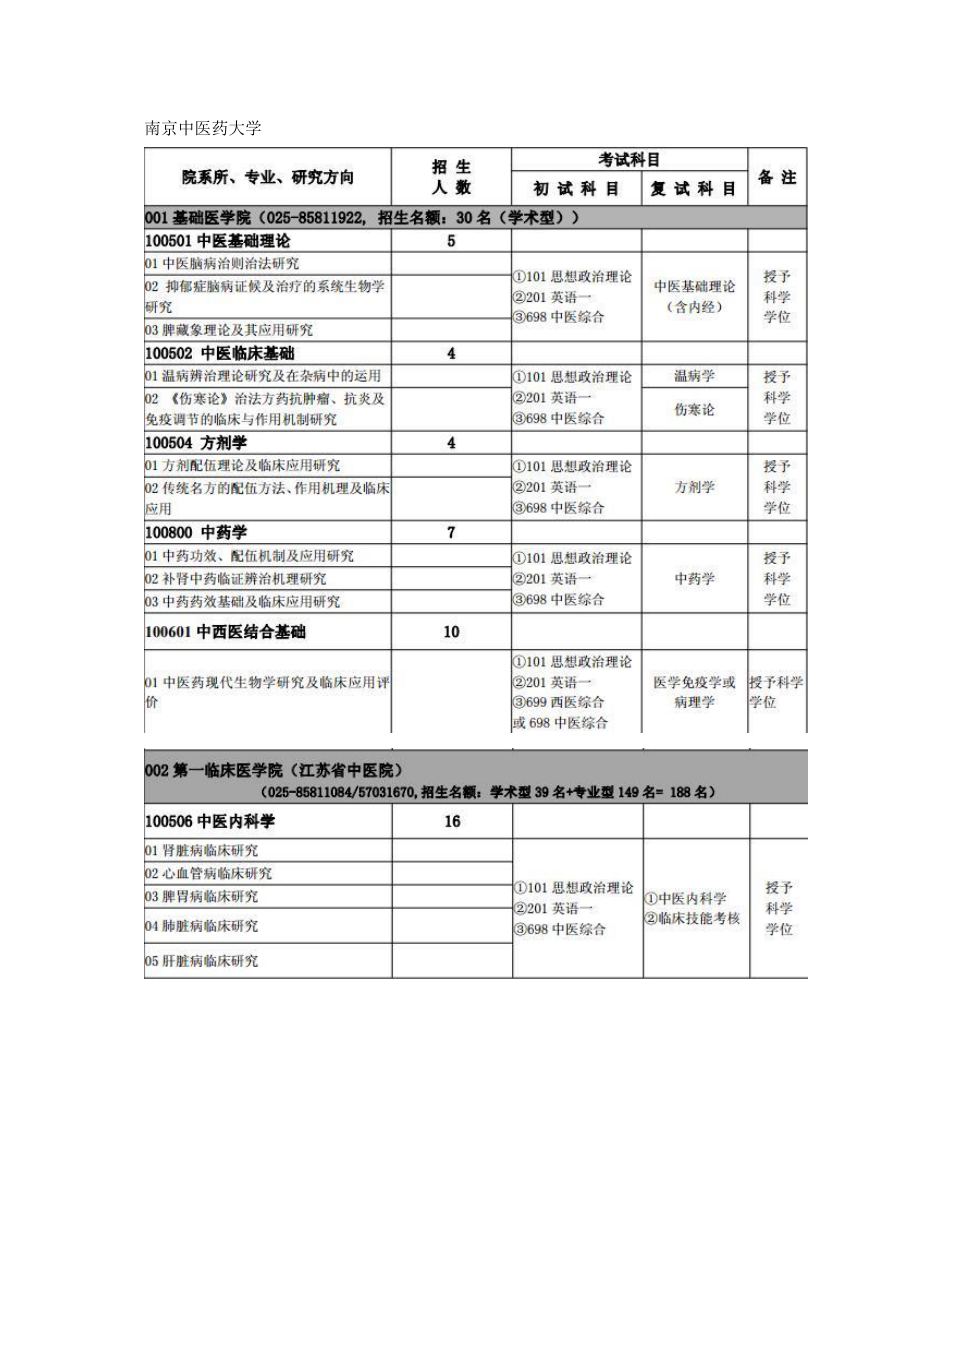 南京中医药大学
院系所、专业、研究方向
招 生
人 数
考试科目
初 试 科 目
复 试 科 目
备 注
001 基础医学院（025-85811922, 招生名额：30 名（学术型））
100501 中医基础理论
5
01 中医脑病治则治法研究
02 抑郁症脑病证候及治疗的系统生物学
研究
03 脾藏象理论及其应用研究
①101 思想政治理论
②201 英语一
③698 中医综合
中医基础理论
（含内经）
授予
科学
学位
100502 中医临床基础
4
01 温病辨治理论研究及在杂病中的运用
02 《伤寒论》治法方药抗肿瘤、抗炎及
免疫调节的临床与作用机制研究
①101 思想政治理论
②201 英语一
③698 中医综合
温病学
伤寒论
授予
科学
学位
100504 方剂学
4
01 方剂配伍理论及临床应用研究
02 传统名方的配伍方法、作用机理及临床
应用
①101 思想政治理论
②201 英语一
③698 中医综合
方剂学
授予
科学
学位
100800 中药学
7
01 中药功效、配伍机制及应用研究
02 补肾中药临证辨治机理研究
03 中药药效基础及临床应用研究
①101 思想政治理论
②201 英语一
③698 中医综合
中药学
授予
科学
学位
100601 中西医结合基础
10
01 中医药现代生物学研究及临床应用评
价
①101 思想政治理论
②201 英语一
③699 西医综合
或 698 中医综合
医学免疫学或
病理学
授予科学
学位
002 第一临床医学院（江苏省中医院）
（025-85811084/57031670,招生名额：学术型 39 名+专业型 149 名= 188 名）
100506 中医内科学
16
01 肾脏病临床研究
02 心血管病临床研究
03 脾胃病临床研究
04 肺脏病临床研究
05 肝脏病临床研究
①101 思想政治理论
②201 英语一
③698 中医综合
①中医内科学
②临床技能考核
授予
科学
学位